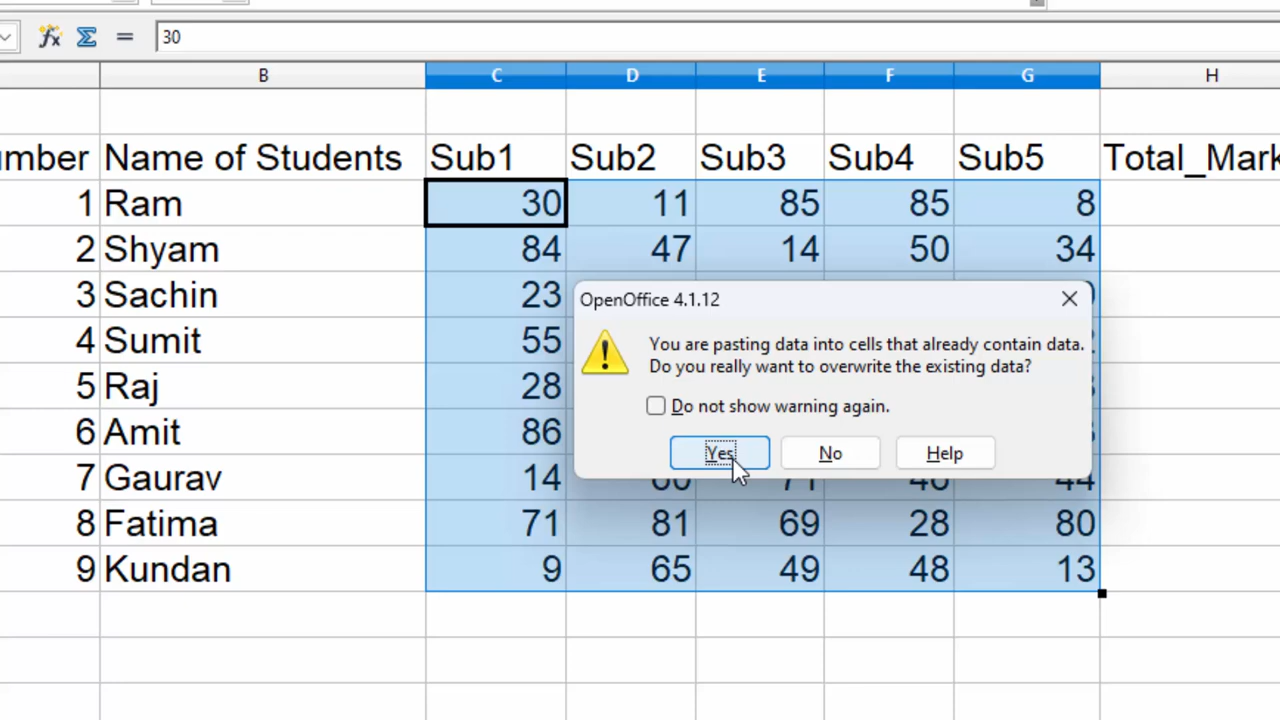 30
B C D E F G H
umber Name of Students Sub1 Sub2 Sub3 Sub4 Sub5 Total_Mark
1 Ram 30 11 85 85 8
2 Shyam 84 47 14 50 34
3 Sachin 23
4 Sumit 55
5 Raj 28
6 Amit 86
7 Gaurav 14 60 71 46 44
8 Fatima 71 81 69 28 80
9 Kundan 9 65 49 48 13
OpenOffice 4.1.12
You are pasting data into cells that already contain data.
Do you really want to overwrite the existing data?
Do not show warning again.
Yes No Help